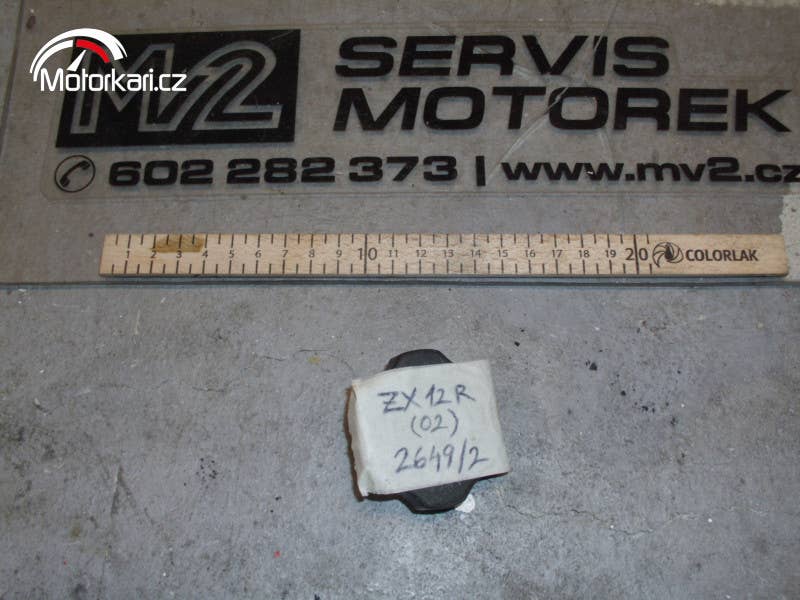 Motorkari.cz
MV2
SERVIS
MOTOREK
602 282 373 | www.mv2.cz
1 2 3 4 5 6 7 8 9 10 11 12 13 14 15 16 17 18 19 20 COLORLAK
ZX12R
(02)
2649/2